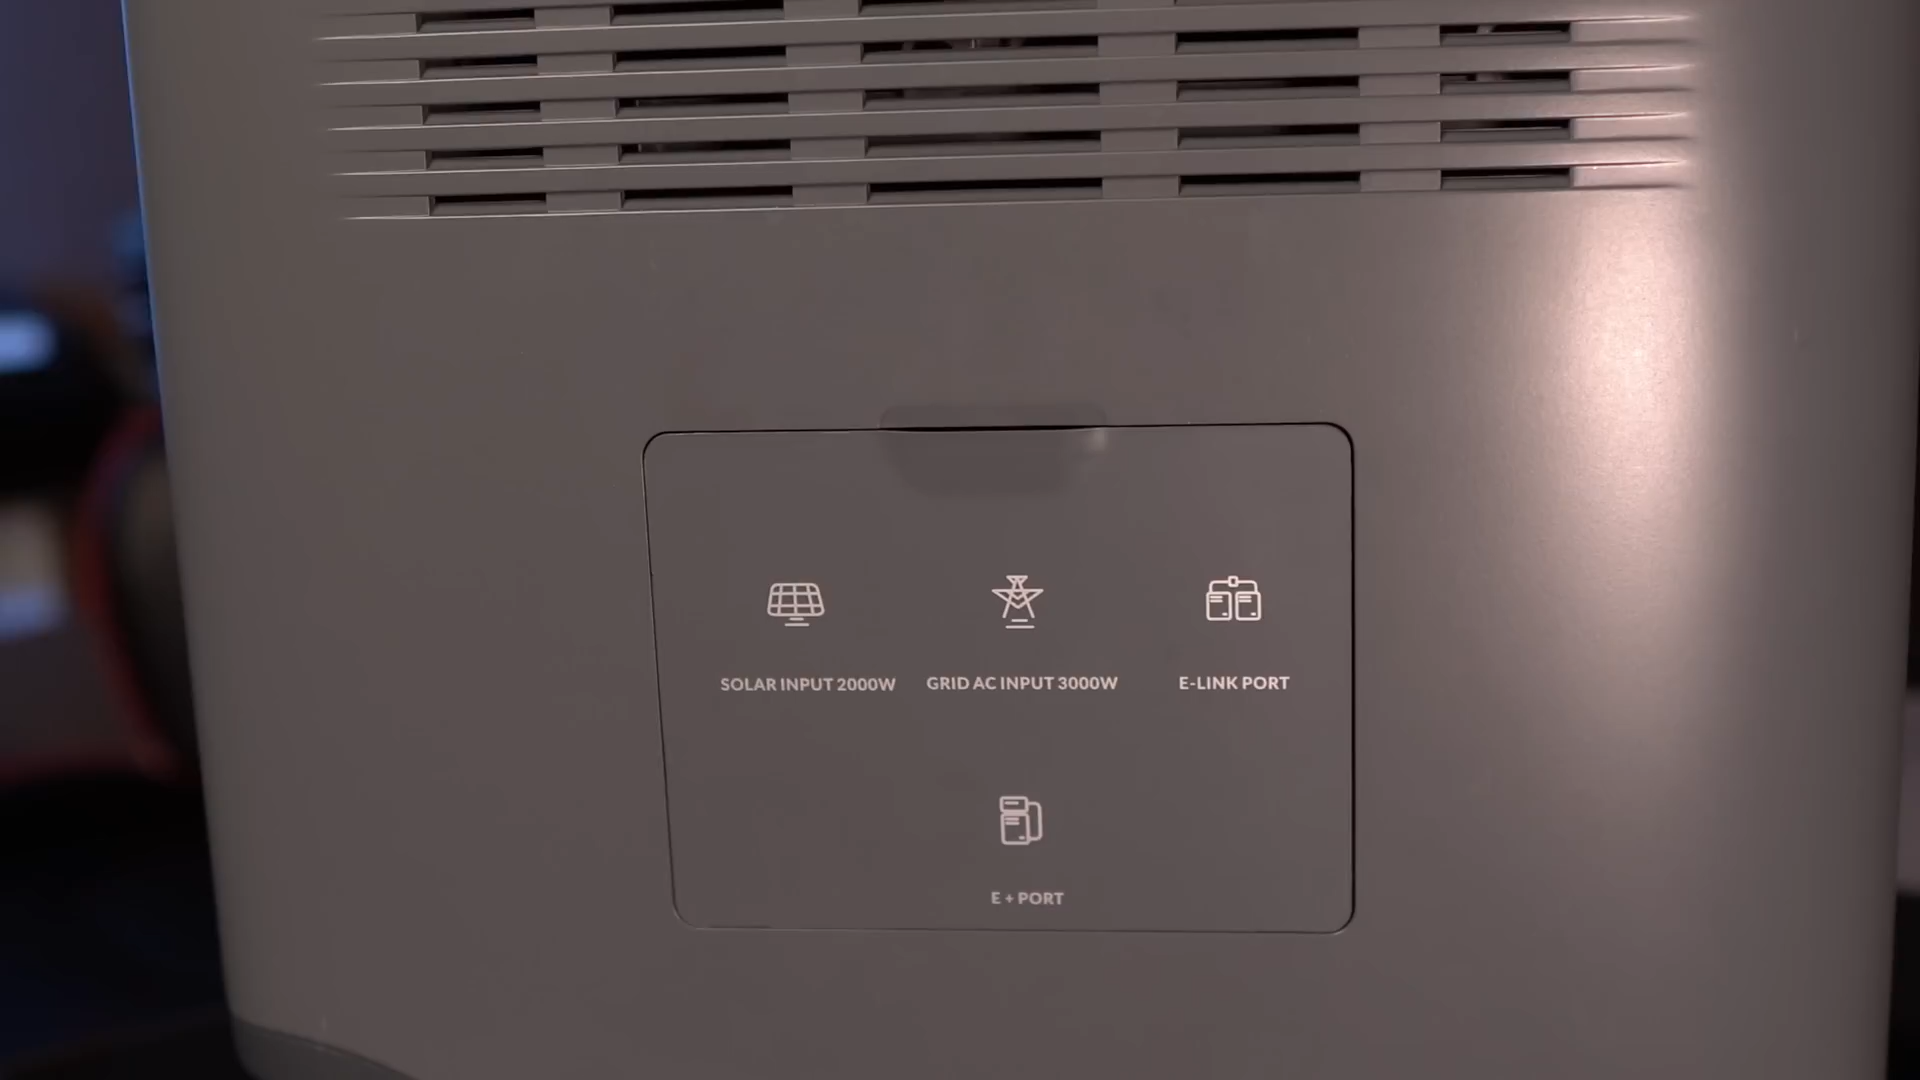 SOLAR INPUT 2000W
GRID AC INPUT 3000W
E-LINK PORT
E + PORT